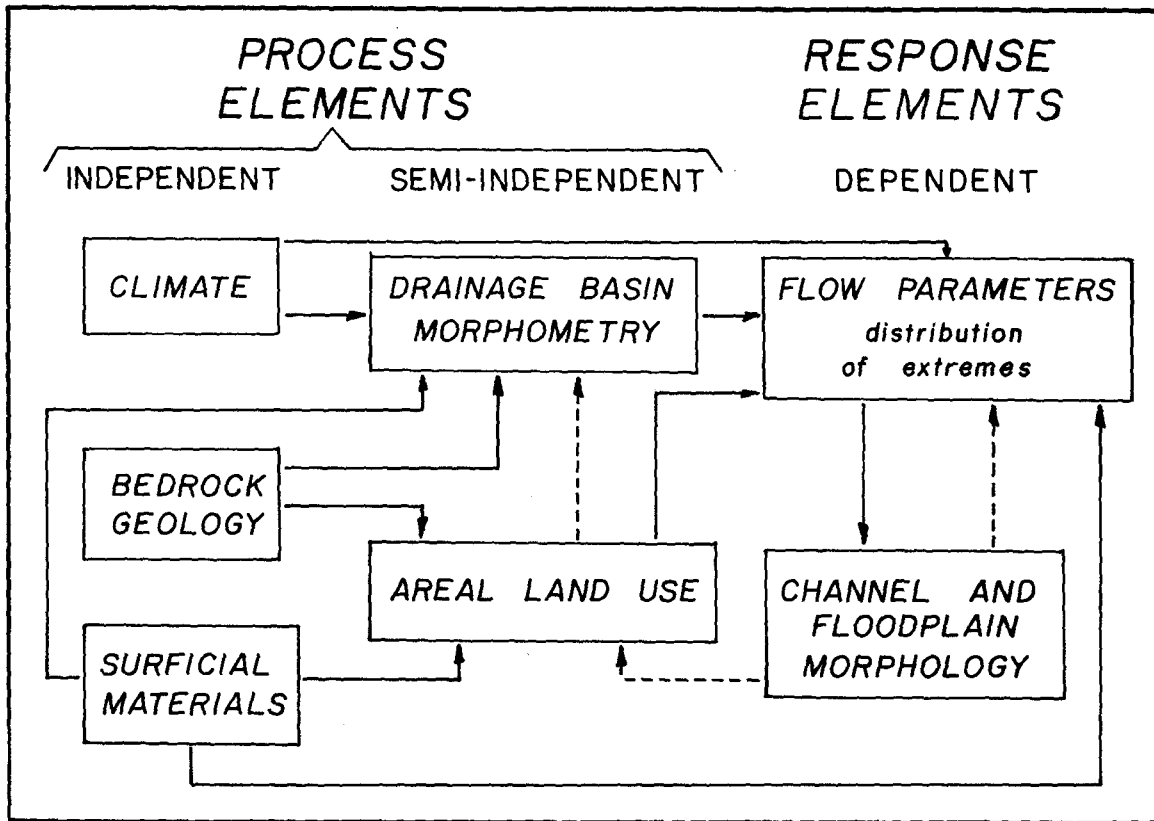 PROCESS
ELEMENTS
RESPONSE
ELEMENTS
INDEPENDENT
SEMI-INDEPENDENT
DEPENDENT
CLIMATE
DRAINAGE BASIN
MORPHOMETRY
FLOW PARAMETERS
distribution
of extremes
BEDROCK
GEOLOGY
AREAL LAND USE
CHANNEL AND
FLOODPLAIN
MORPHOLOGY
SURFICIAL
MATERIALS